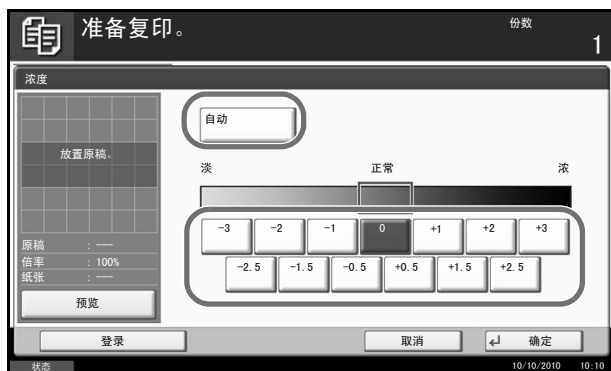 准备复印。
份数
1
浓度
放置原稿。
原稿 : ---
倍率 : 100%
纸张 : ---
预览
自动
淡 正常 浓
-3 -2 -1 0 +1 +2 +3
-2.5 -1.5 -0.5 +0.5 +1.5 +2.5
登录 取消 确定
状态 10/10/2010 10:10